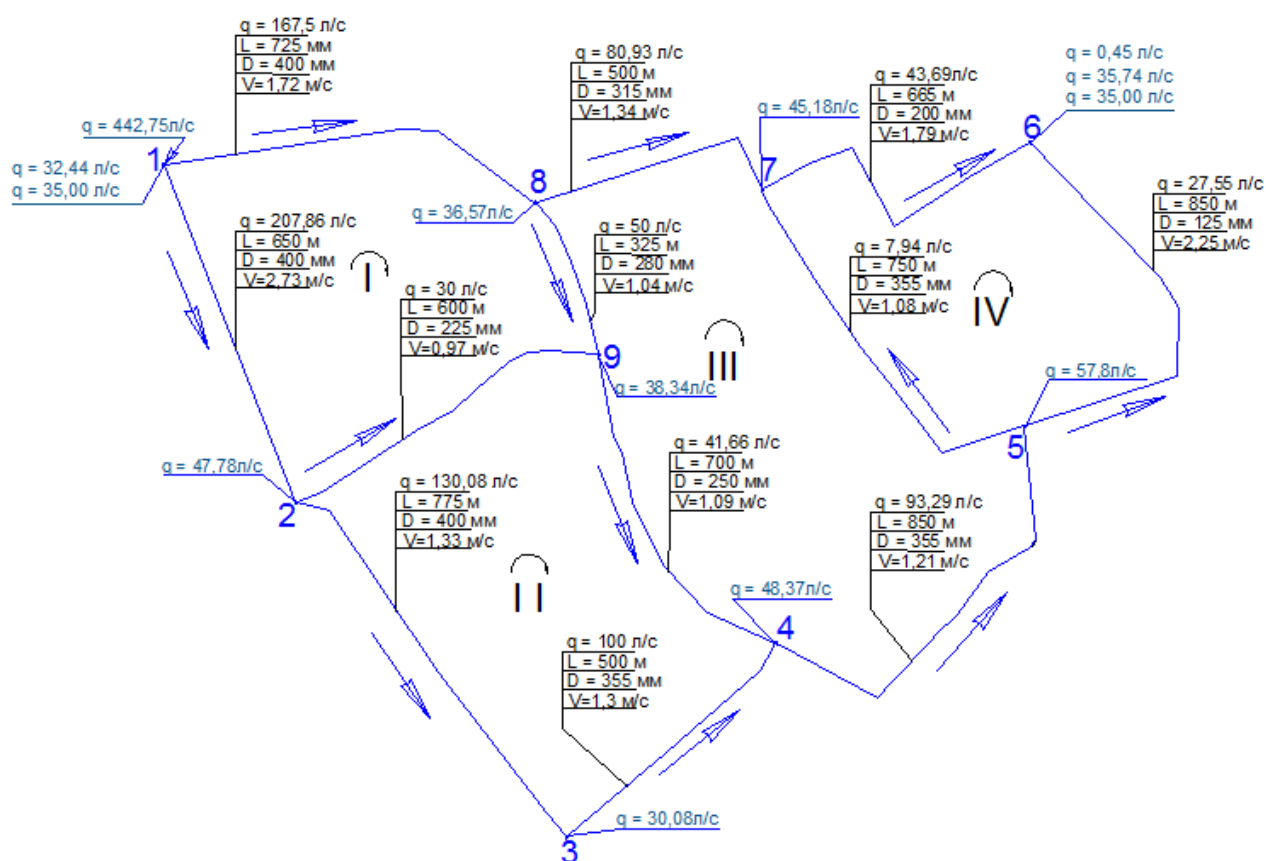 q = 167,5 л/с
L = 725 мм
D = 400 мм
V=1,72 м/с
q = 80,93 л/с
L = 500 м
D = 315 мм
V=1,34 м/с
q = 43,69л/с
L = 665 м
D = 200 мм
V=1,79 м/с
q = 0,45 л/с
q = 35,74 л/с
q = 35,00 л/с
q = 442,75л/с
1
q = 32,44 л/с
q = 35,00 л/с
8
q = 36,57л/с
q = 45,18л/с
7
6
q = 27,55 л/с
L = 850 м
D = 125 мм
V=2,25 м/с
q = 207,86 л/с
L = 650 м
D = 400 мм
V=2,73 м/с
I
q = 50 л/с
L = 325 м
D = 280 мм
V=1,04 м/с
q = 7,94 л/с
L = 750 м
D = 355 мм
V=1,08 м/с
IV
q = 30 л/с
L = 600 м
D = 225 мм
V=0,97 м/с
9
III
q = 38,34л/с
q = 57,8л/с
5
q = 47,78л/с
2
q = 130,08 л/с
L = 775 м
D = 400 мм
V=1,33 м/с
q = 41,66 л/с
L = 700 м
D = 250 мм
V=1,09 м/с
q = 93,29 л/с
L = 850 м
D = 355 мм
V=1,21 м/с
II
q = 48,37л/с
4
q = 100 л/с
L = 500 м
D = 355 мм
V=1,3 м/с
q = 30,08л/с
3